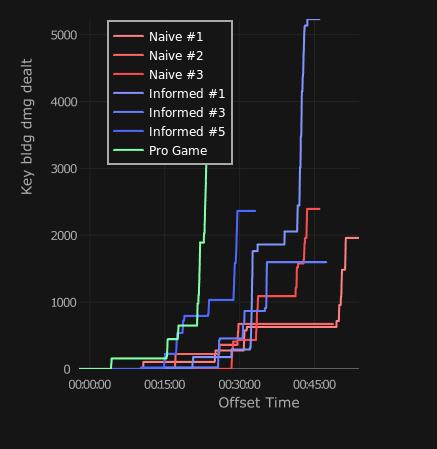 Key bldg dmg dealt
5000
4000
3000
2000
1000
0
Naive #1
Naive #2
Naive #3
Informed #1
Informed #3
Informed #5
Pro Game
00:00:00 00:15:00 00:30:00 00:45:00
Offset Time